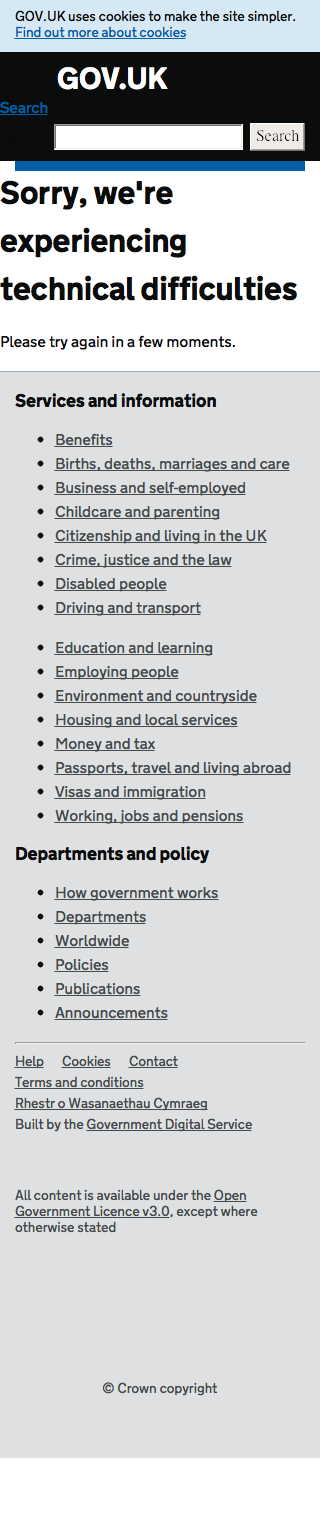 GOV.UK uses cookies to make the site simpler.
Find out more about cookies
GOV.UK
Search
Search
Sorry, we're
experiencing
technical difficulties
Please try again in a few moments.
Services and information
Benefits
Births, deaths, marriages and care
Business and self-employed
Childcare and parenting
Citizenship and living in the UK
Crime, justice and the law
Disabled people
Driving and transport
Education and learning
Employing people
Environment and countryside
Housing and local services
Money and tax
Passports, travel and living abroad
Visas and immigration
Working, jobs and pensions
Departments and policy
How government works
Departments
Worldwide
Policies
Publications
Announcements
Help Cookies Contact
Terms and conditions
Rhestr o Wasanaethau Cymraeg
Built by the Government Digital Service
All content is available under the Open
Government Licence v3.0, except where
otherwise stated
© Crown copyright